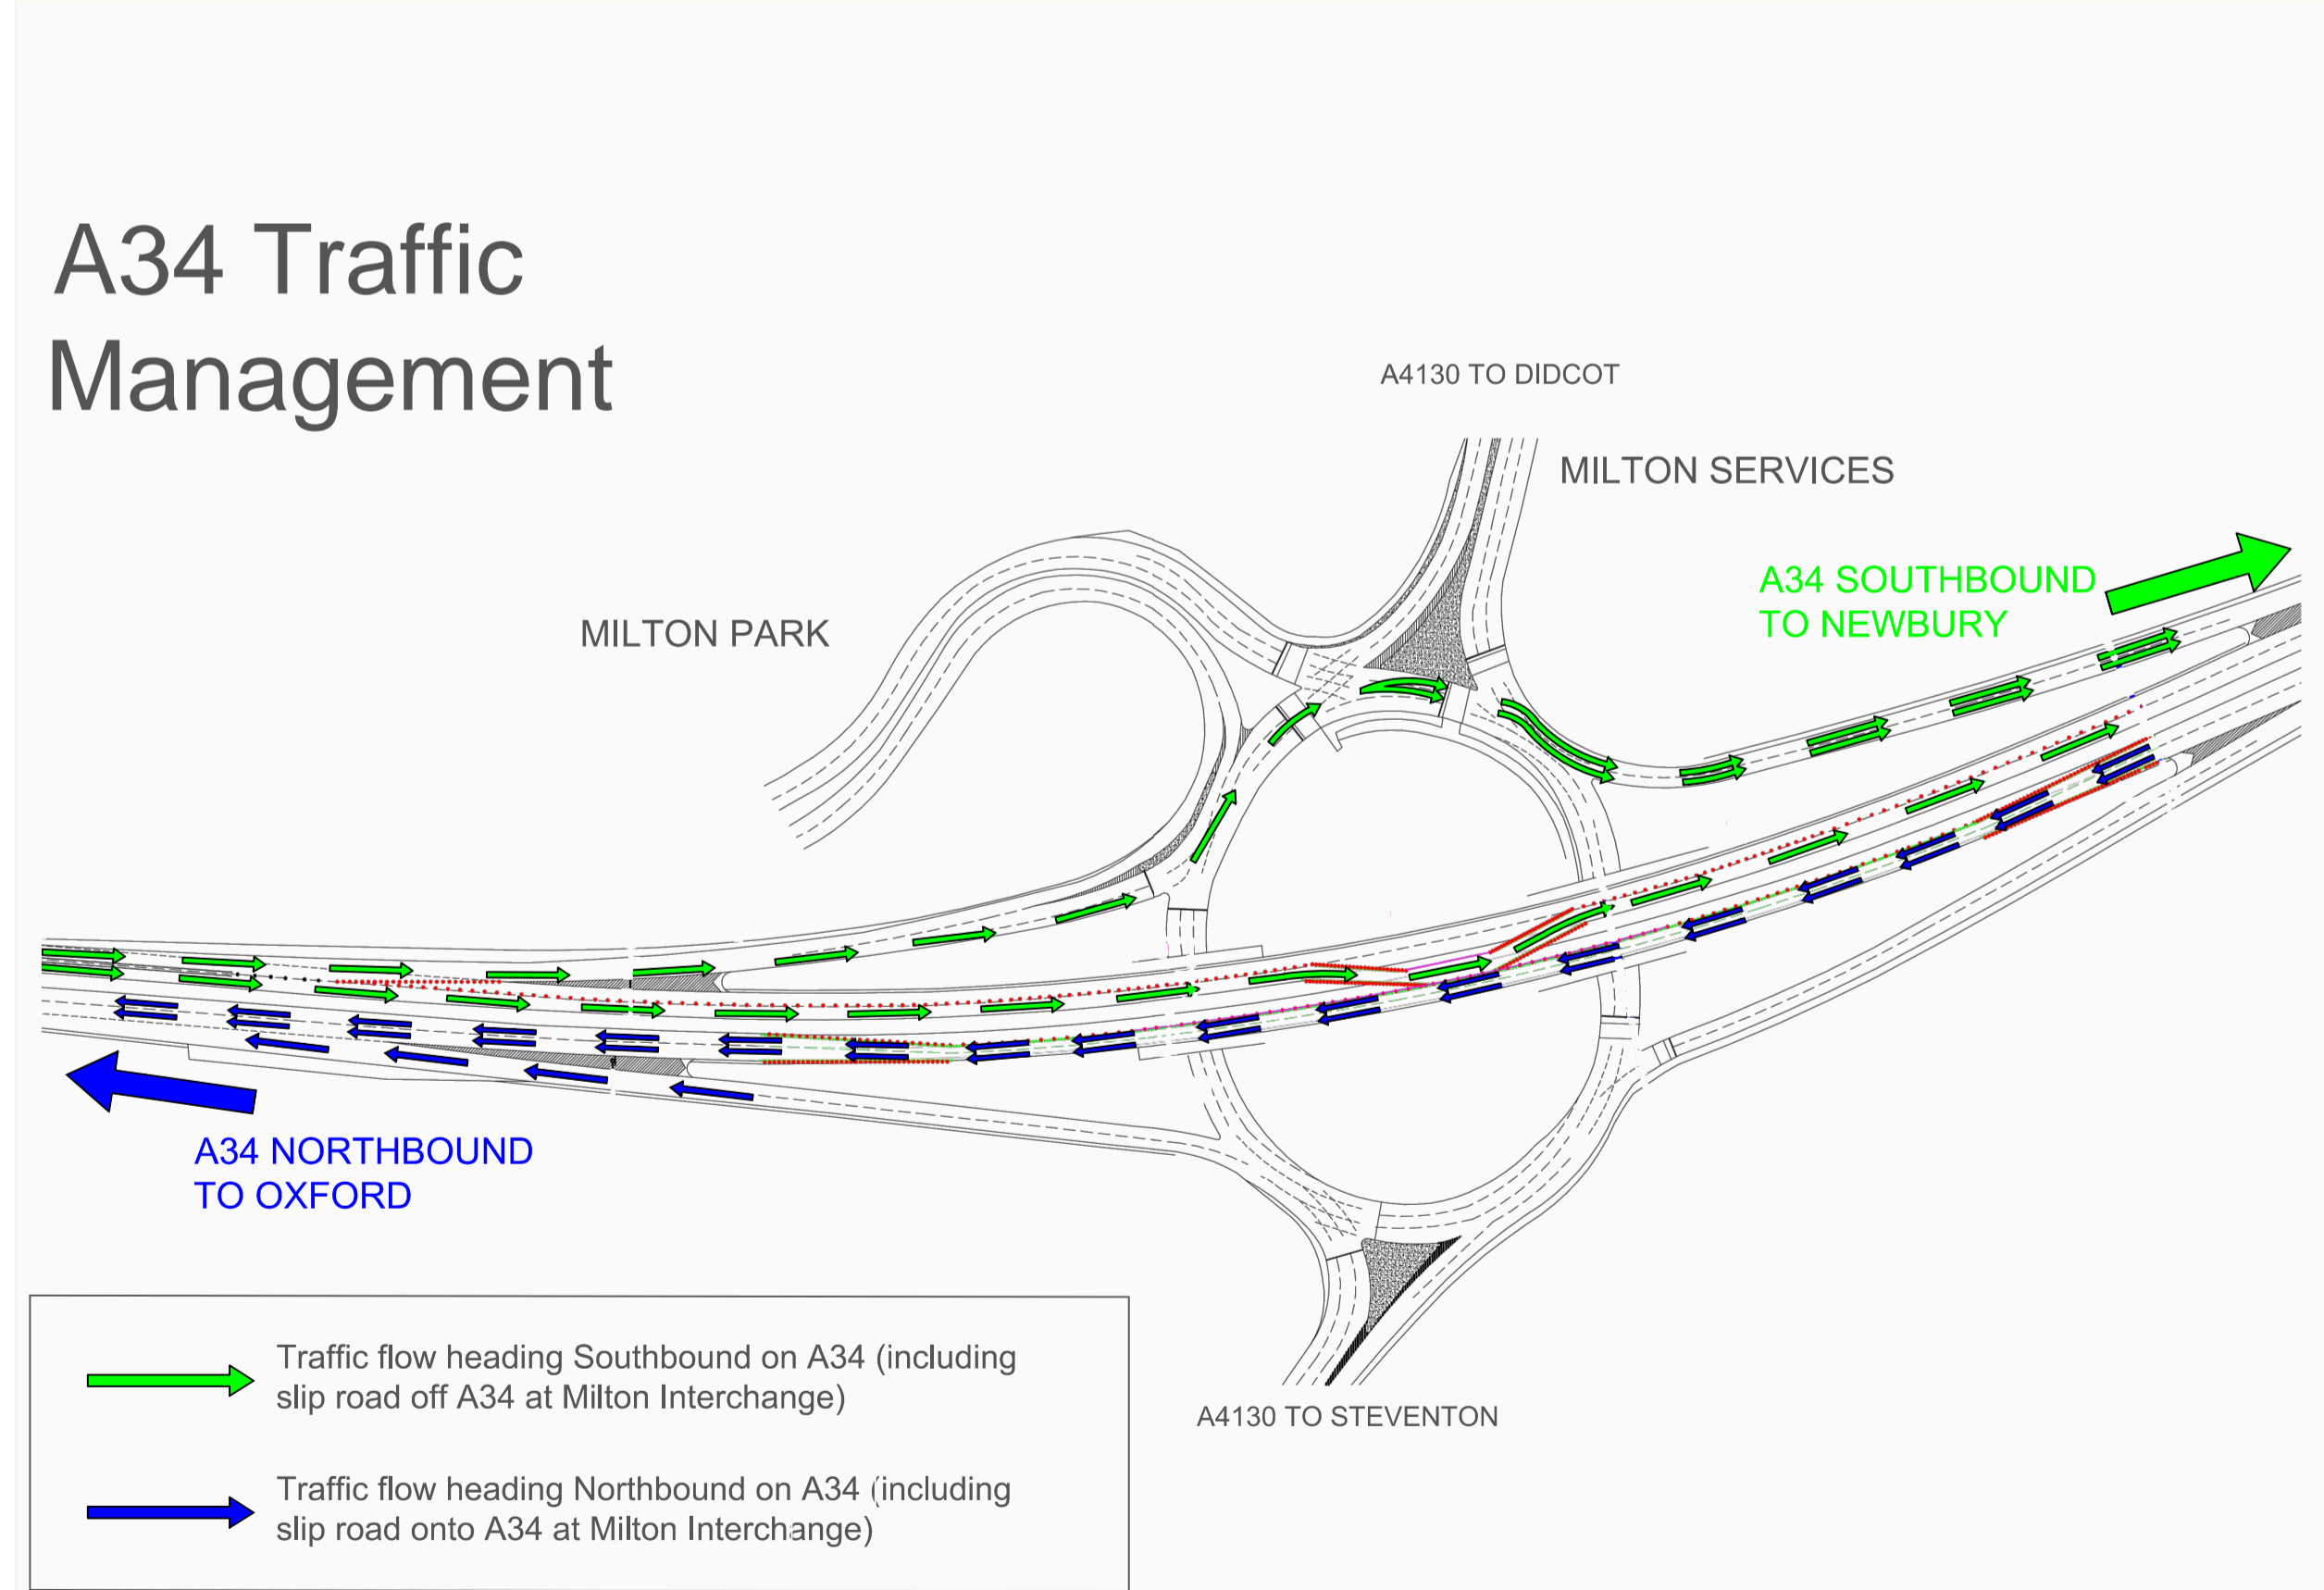 A34 Traffic
Management
A4130 TO DIDCOT
MILTON SERVICES
A34 SOUTHBOUND
TO NEWBURY
MILTON PARK
A34 NORTHBOUND
TO OXFORD
Traffic flow heading Southbound on A34 (including
slip road off A34 at Milton Interchange)
A4130 TO STEVENTON
Traffic flow heading Northbound on A34 (including
slip road onto A34 at Milton Interchange)